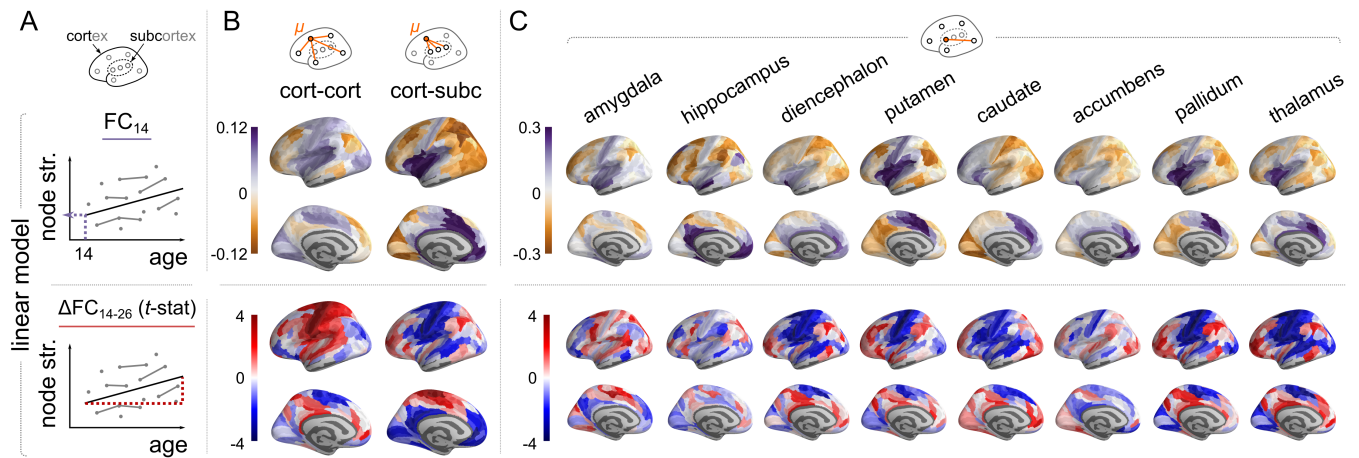 A
cortex
subcortex
linear model
FC14
node str.
14
age
ΔFC14-26 (t-stat)
node str.
age
B
μ
μ
cort-cort
cort-subc
0.12
0
-0.12
4
0
-4
C
amygdala
hippocampus
diencephalon
putamen
caudate
accumbens
pallidum
thalamus
0.3
0
-0.3
4
0
-4